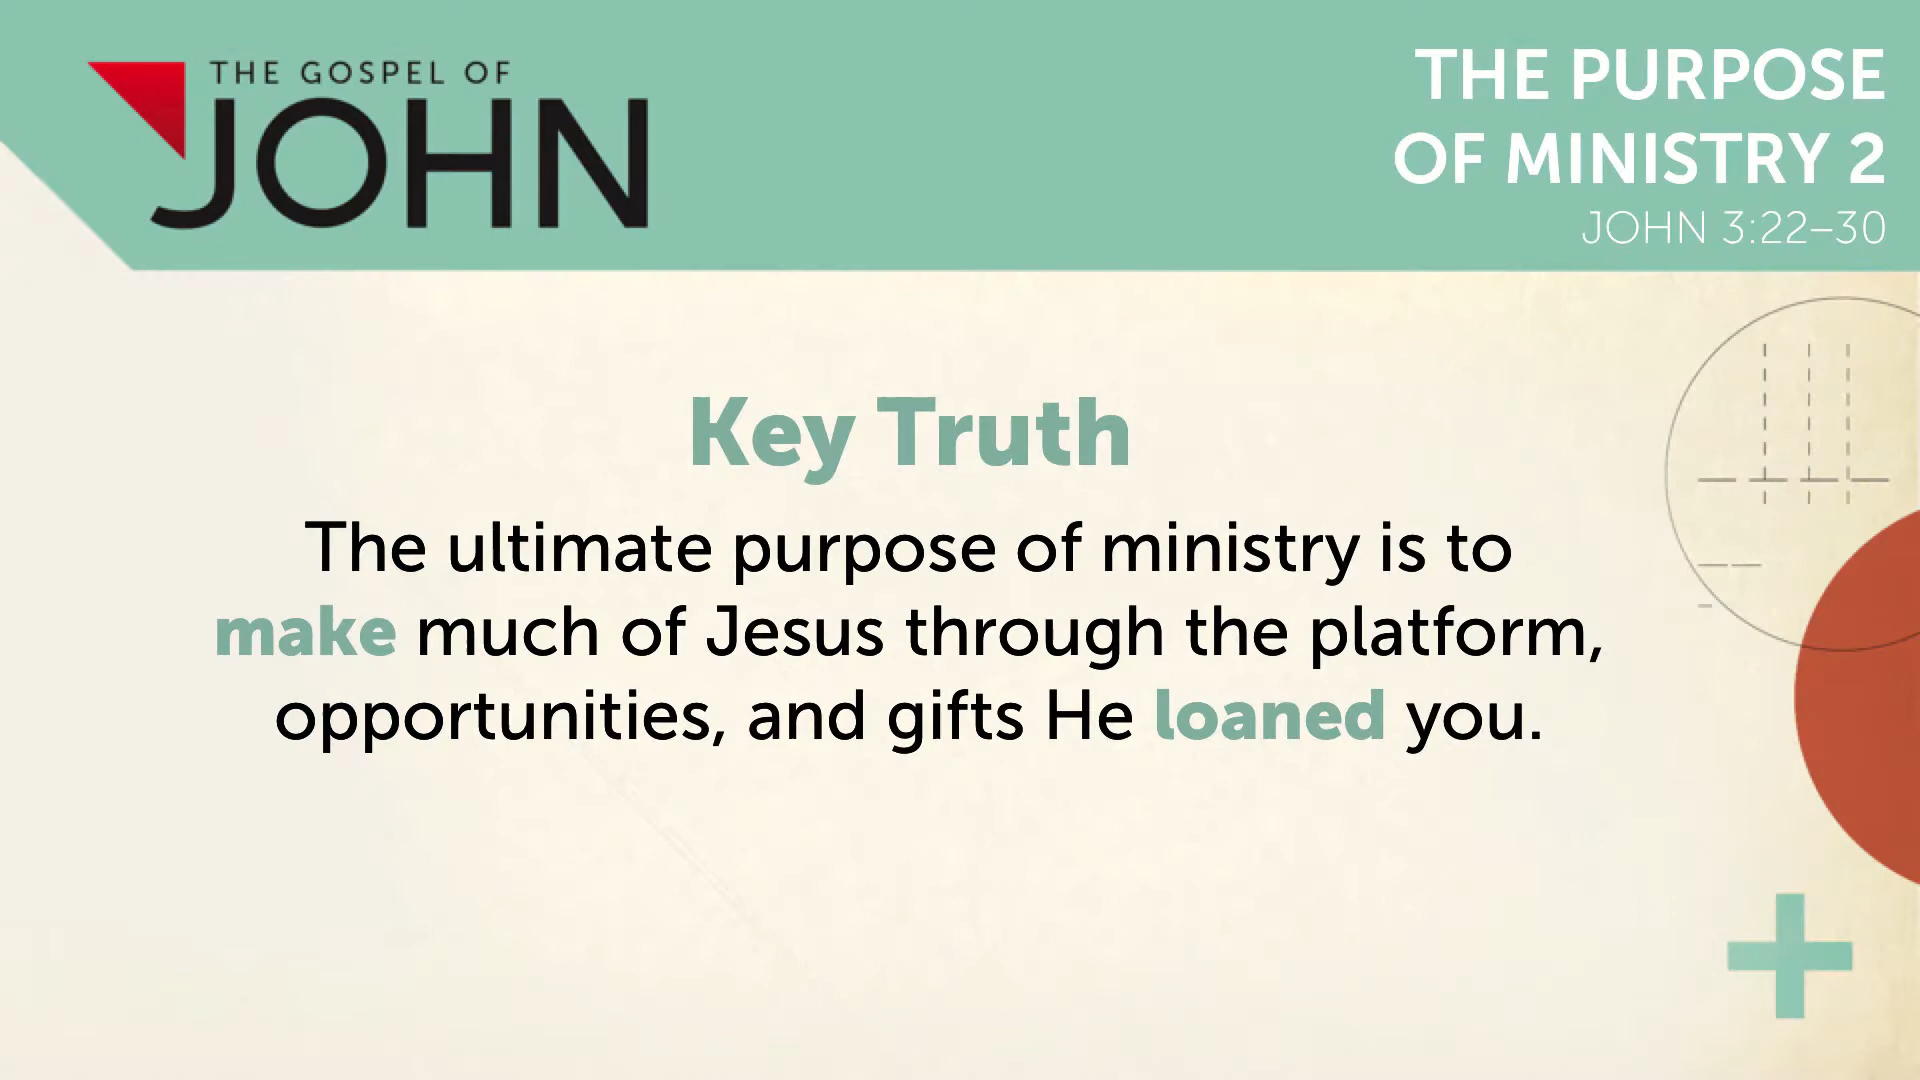 THE GOSPEL OF
JOHN
THE PURPOSE
OF MINISTRY 2
JOHN 3:22–30
Key Truth
The ultimate purpose of ministry is to
make much of Jesus through the platform,
opportunities, and gifts He loaned you.